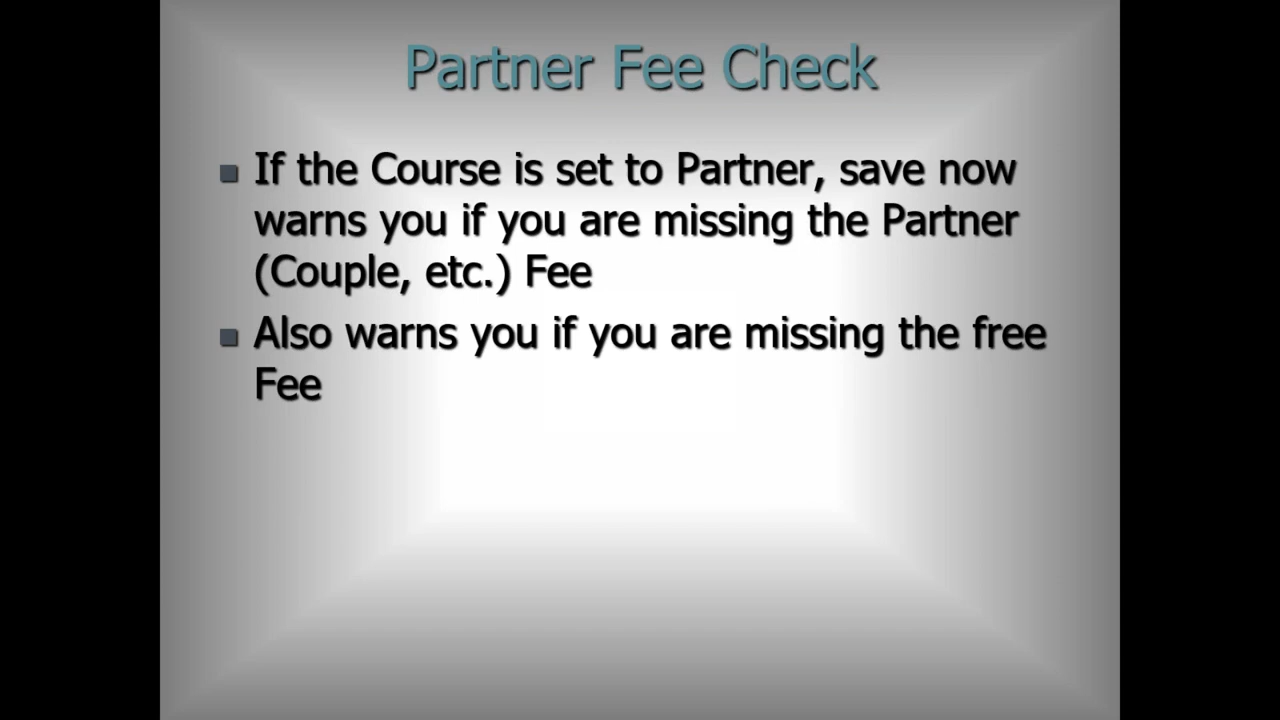 Partner Fee Check
If the Course is set to Partner, save now
warns you if you are missing the Partner
(Couple, etc.) Fee
Also warns you if you are missing the free
Fee